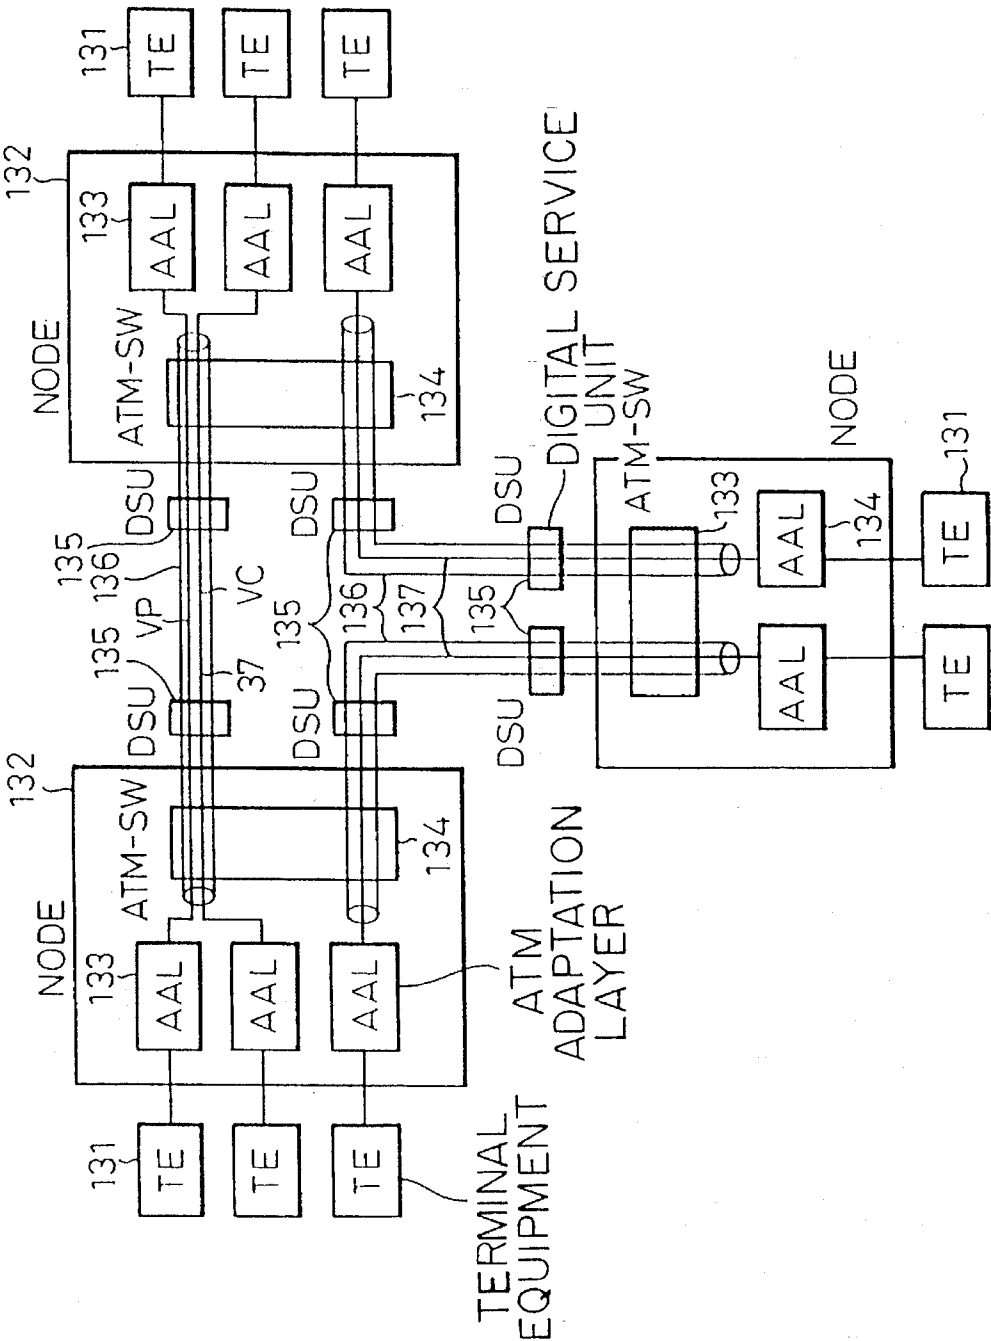 132
132
NODE
NODE
135
131
133
135
136
133
131
ATM-SW
DSU
VP
DSU
ATM-SW
TE
AAL
AAL
TE
37
VC
TE
AAL
AAL
TE
DSU
135
DSU
TE
AAL
136
AAL
TE
137
134
134
135
DSU
DSU
TERMINAL
EQUIPMENT
ATM
ADAPTATION
LAYER
DIGITAL SERVICE
UNIT
ATM-SW
133
AAL
AAL
NODE
134
TE
TE
131